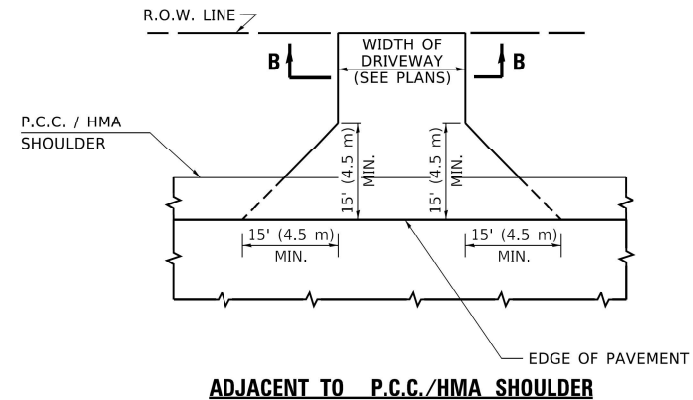 R.O.W. LINE
WIDTH OF
DRIVEWAY
(SEE PLANS)
B
B
P.C.C. / HMA
SHOULDER
15' (4.5 m)
MIN.
15' (4.5 m)
MIN.
15' (4.5 m)
MIN.
15' (4.5 m)
MIN.
EDGE OF PAVEMENT
ADJACENT TO P.C.C./HMA SHOULDER